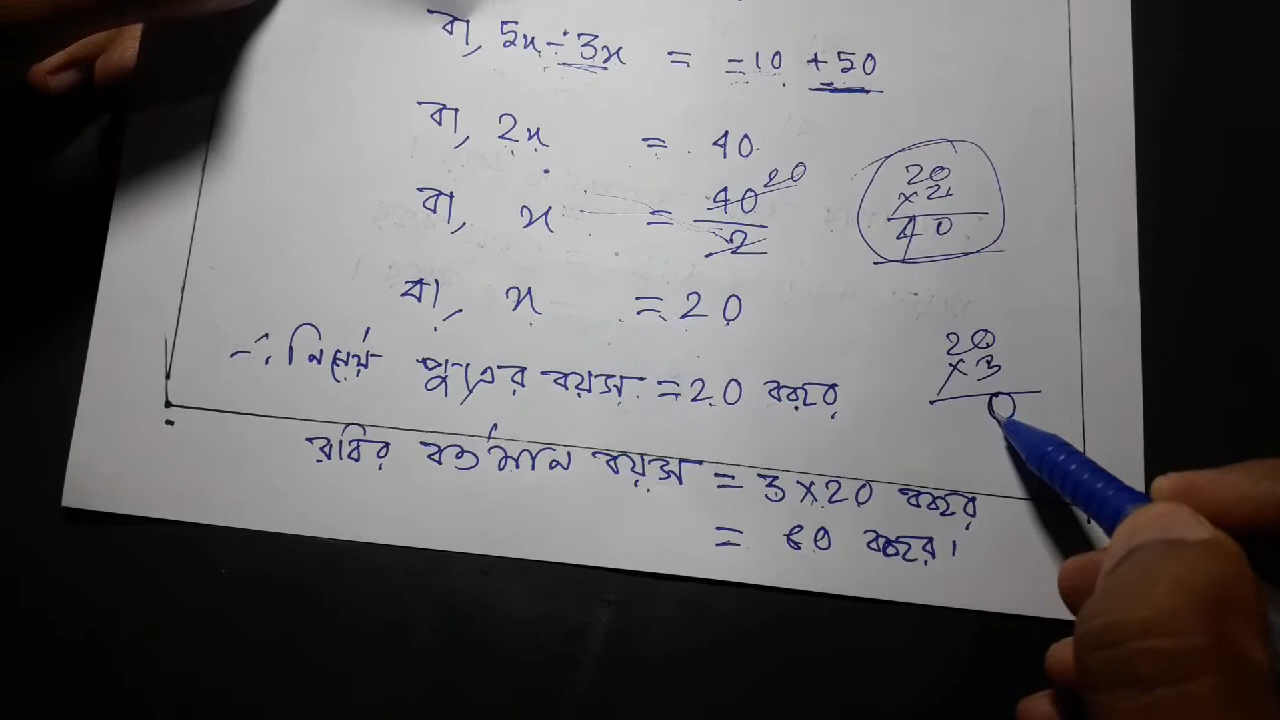 বা, 5x - 3x = -10 + 50
বা, 2x = 40
বা, x = 40/2 20
20
×2
40
বা, x = 20
∴ নির্ণেয় পুত্রের বয়স = 20 বছর
20
×3
0
রবির বর্তমান বয়স = 3×20 বছর
= 60 বছর।